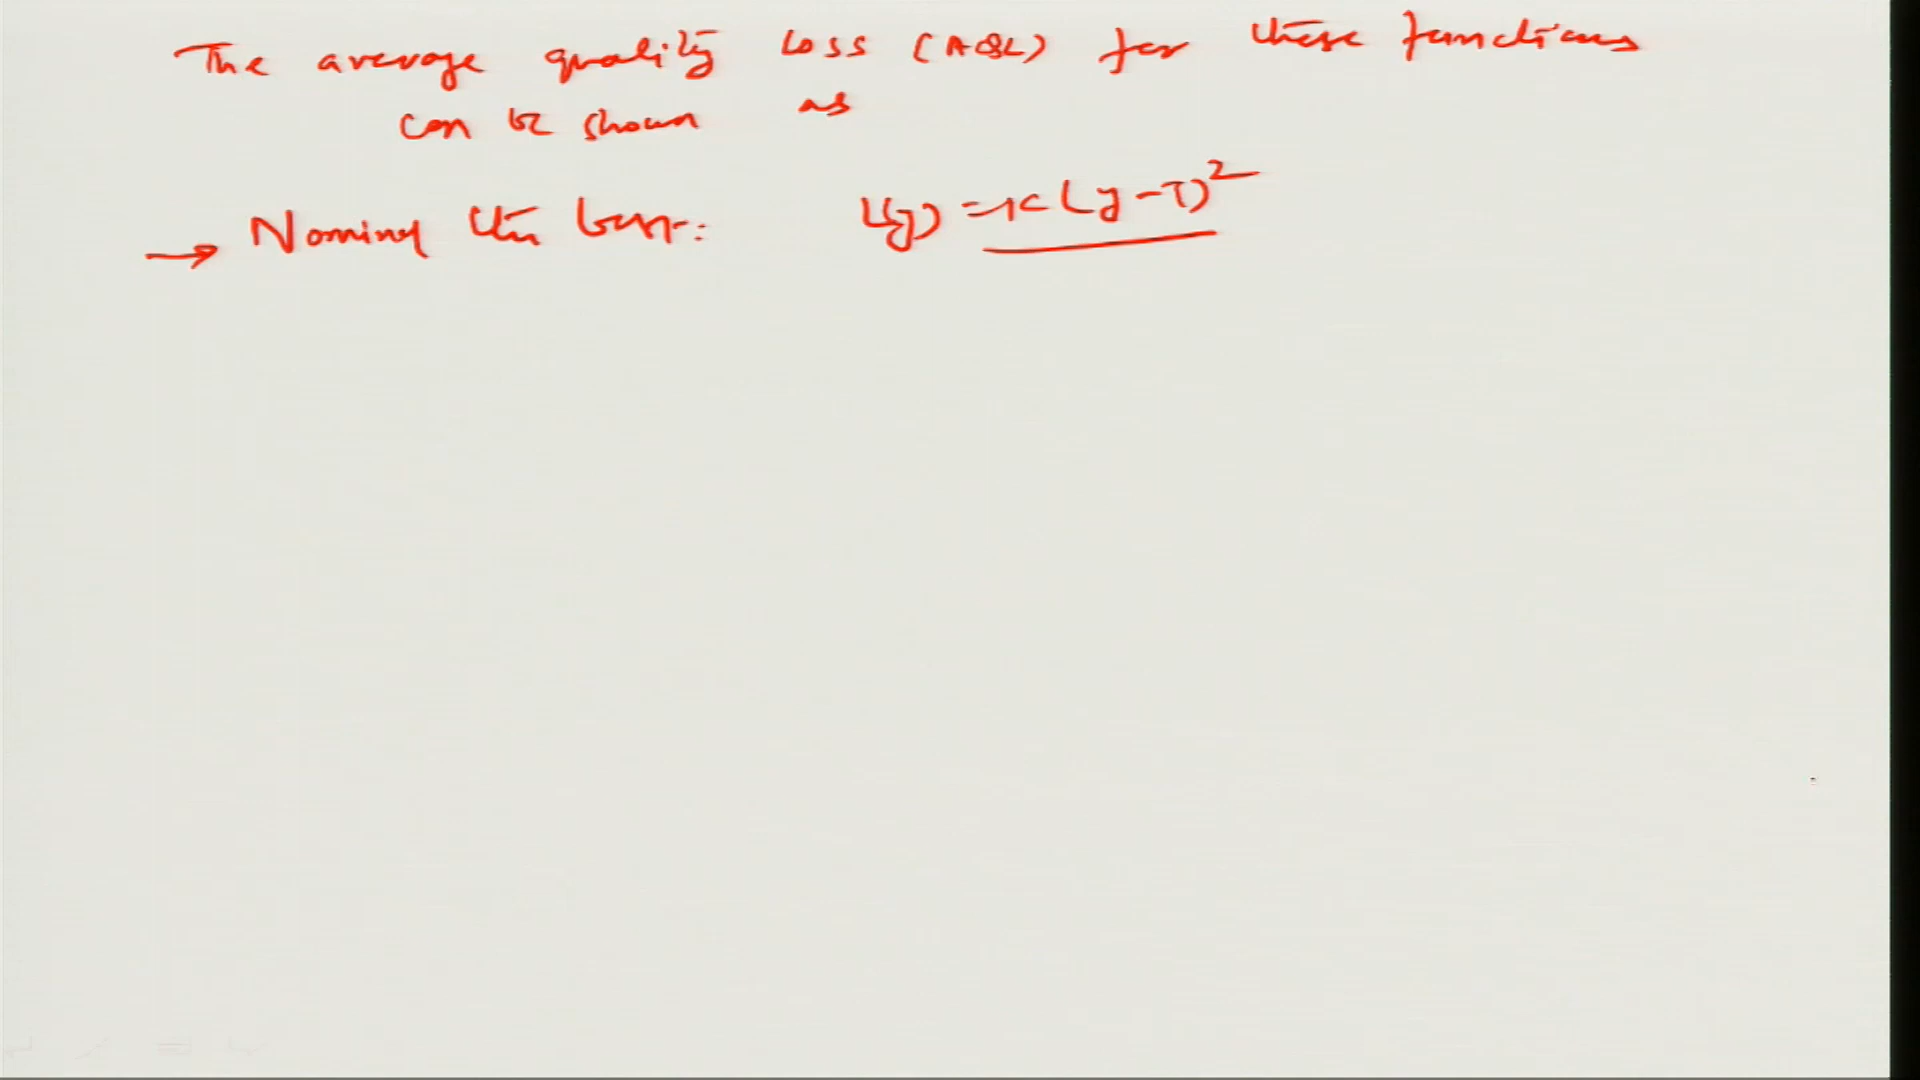 The average quality Loss (AQL) for these functions
can be shown as
→ Nominal the best: L(y) = K(y-T)²